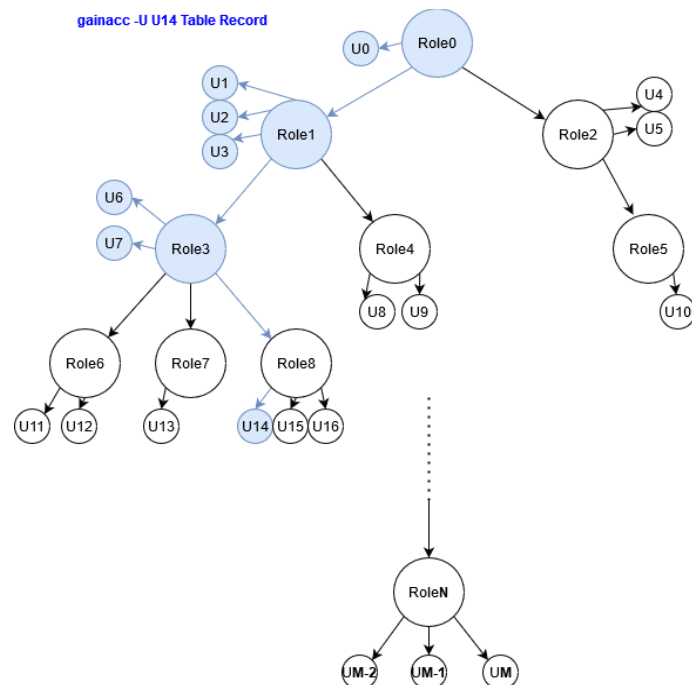 gainacc -U U14 Table Record
Role0
U0
U1
U2
U3
Role1
Role2
U4
U5
U6
U7
Role3
Role4
Role5
U8
U9
U10
Role6
Role7
Role8
U11
U12
U13
U14
U15
U16
RoleN
UM-2
UM-1
UM